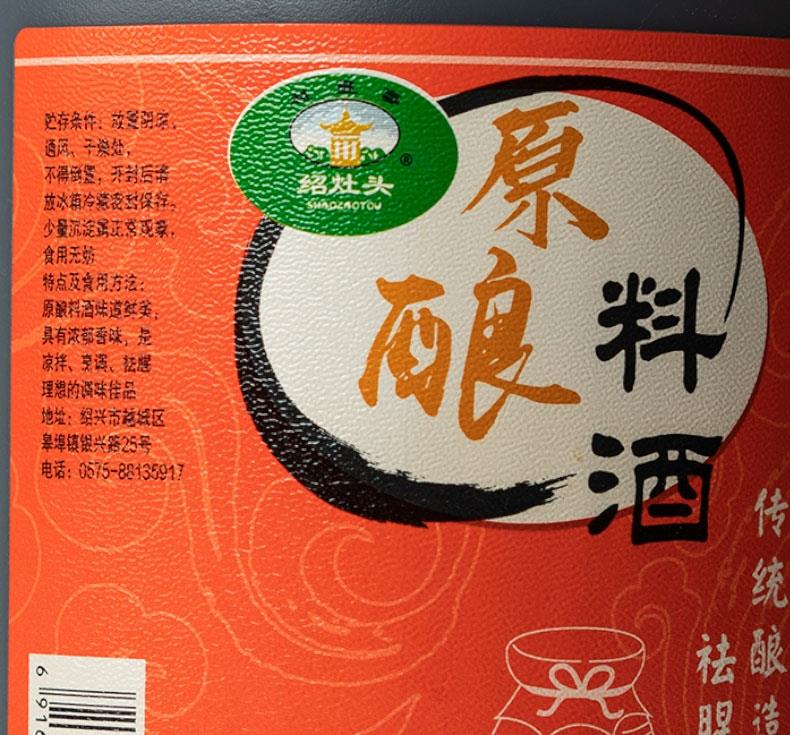 贮存条件：放置阴凉、
通风、干燥处，
不得倒置，开封后请
放冰箱冷藏密封保存。
少量沉淀属正常现象，
食用无妨
特点及食用方法：
原酿料酒味道鲜美，
具有浓郁香味，是
凉拌、烹调、祛腥
理想的调味佳品
地址：绍兴市越城区
皋埠镇银兴路25号
电话：0575-88135917
绍灶头
SHAOZAOTOU
®
原
酿
料
酒
传统酿造
祛腥
6 916